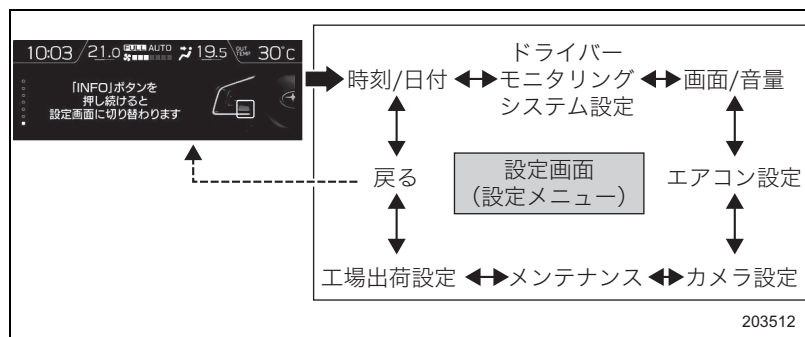 10:03 21.0 FULL AUTO 19.5 OUT TEMP 30°C
「INFO」ボタンを
押し続けると
設定画面に切り替わります
時刻/日付
ドライバー
モニタリング
システム設定
画面/音量
戻る
設定画面
（設定メニュー）
エアコン設定
工場出荷設定
メンテナンス
カメラ設定
203512